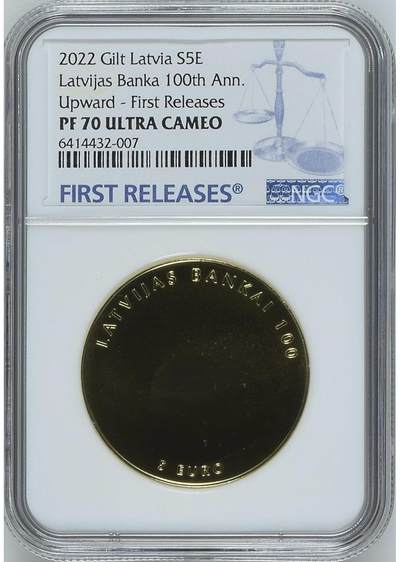 2022 Gilt Latvia S5E
Latvijas Banka 100th Ann.
Upward - First Releases
PF 70 ULTRA CAMEO
6414432-007
FIRST RELEASES®
NGC
LATVIJAS BANKAI 100
5 EURO